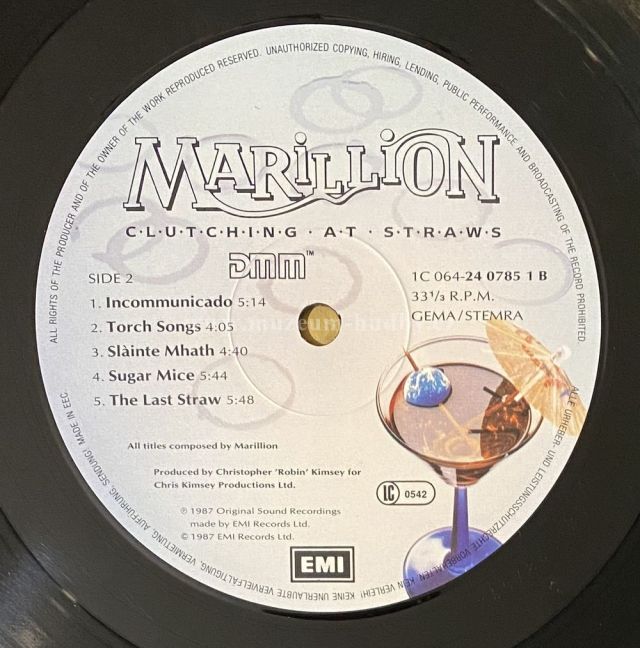 ALL RIGHTS OF THE PRODUCER AND OF THE OWNER OF THE WORK REPRODUCED RESERVED. UNAUTHORIZED COPYING, HIRING, LENDING, PUBLIC PERFORMANCE AND BROADCASTING OF THE RECORD PROHIBITED.
MARiLLiON
C·L·U·T·C·H·I·N·G · A·T · S·T·R·A·W·S
DMM™
SIDE 2
1C 064-24 0785 1 B
33⅓ R.P.M.
GEMA/STEMRA
1. Incommunicado 5:14
2. Torch Songs 4:05
3. Slàinte Mhath 4:40
4. Sugar Mice 5:44
5. The Last Straw 5:48
All titles composed by Marillion
Produced by Christopher 'Robin' Kimsey for
Chris Kimsey Productions Ltd.
LC 0542
℗ 1987 Original Sound Recordings
made by EMI Records Ltd.
© 1987 EMI Records Ltd.
EMI
ALLE URHEBER- UND LEISTUNGSSCHUTZRECHTE VORBEHALTEN. KEIN VERLEIH! KEINE UNERLAUBTE VERVIELFÄLTIGUNG, VERMIETUNG, AUFFÜHRUNG, SENDUNG! MADE IN EEC